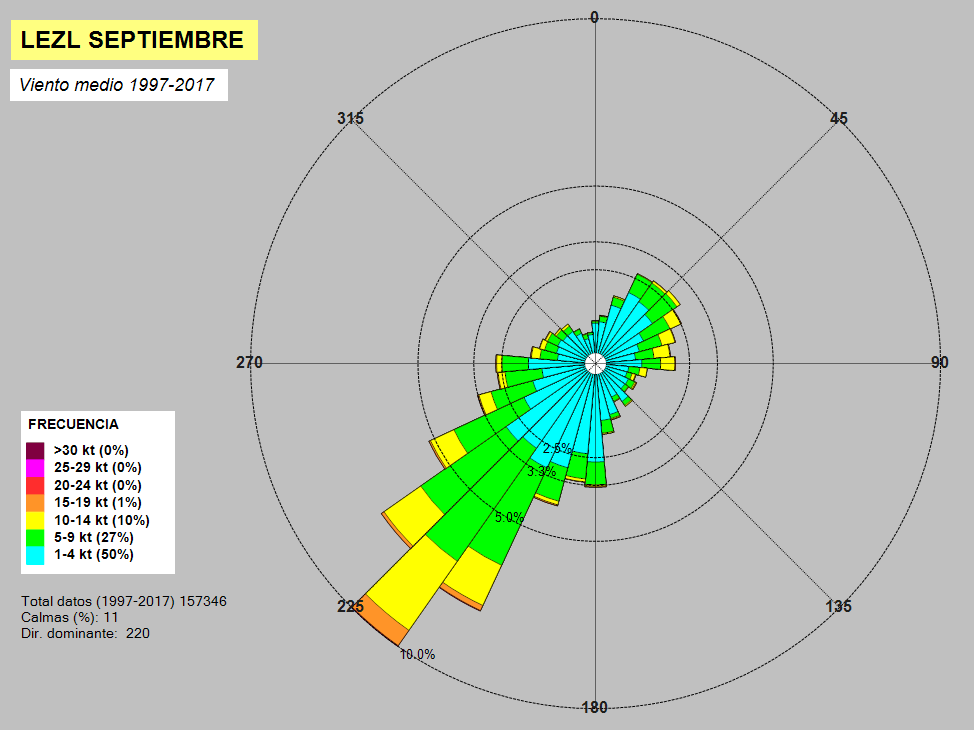 LEZL SEPTIEMBRE
Viento medio 1997-2017
0
45
90
135
180
225
270
315
2.5%
3.3%
5.0%
10.0%
FRECUENCIA
>30 kt (0%)
25-29 kt (0%)
20-24 kt (0%)
15-19 kt (1%)
10-14 kt (10%)
5-9 kt (27%)
1-4 kt (50%)
Total datos (1997-2017) 157346
Calmas (%): 11
Dir. dominante: 220